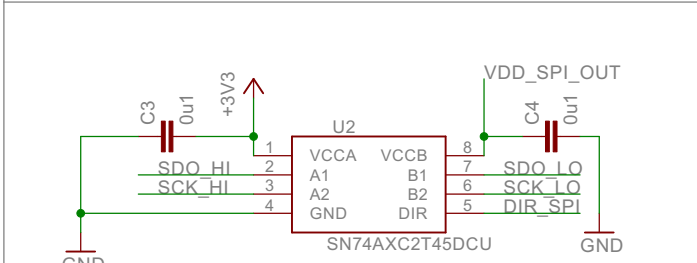 VDD_SPI_OUT
C3
0u1
+3V3
C4
0u1
U2
1
VCCA
VCCB
8
SDO_HI
2
A1
B1
7
SDO_LO
SCK_HI
3
A2
B2
6
SCK_LO
4
GND
DIR
5
DIR_SPI
SN74AXC2T45DCU
GND
GND